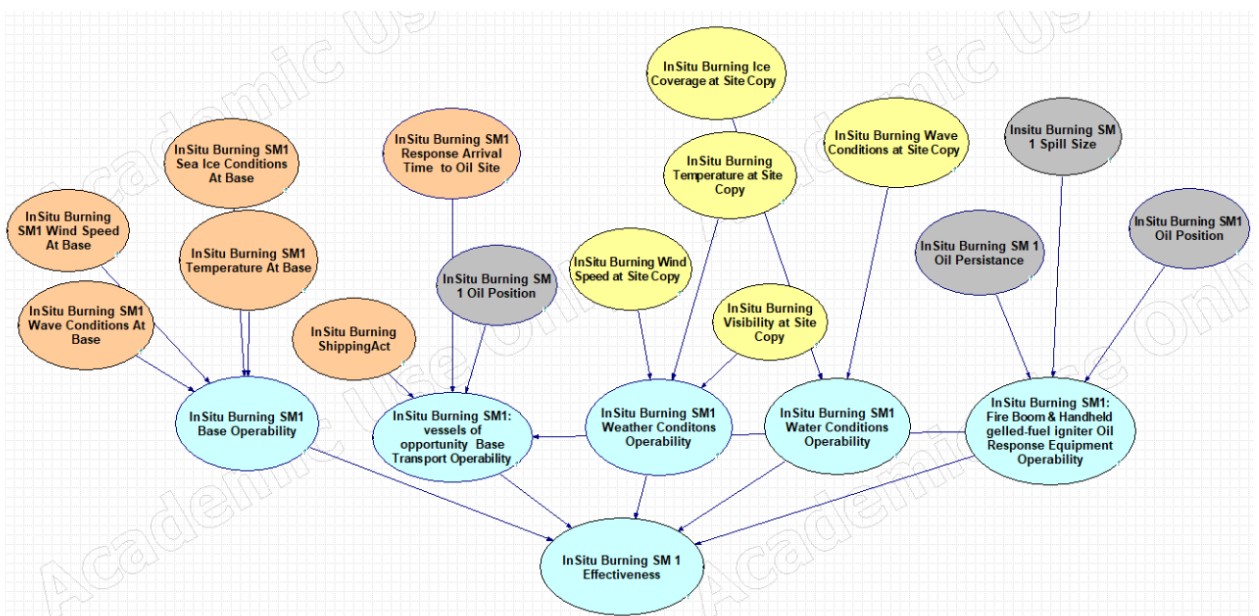 InSitu Burning Ice
Coverage at Site Copy
InSitu Burning SM1
Sea Ice Conditions
At Base
InSitu Burning SM1
Response Arrival
Time to Oil Site
InSitu Burning
Temperature at Site
Copy
InSitu Burning Wave
Conditions at Site Copy
Insitu Burning SM
1 Spill Size
InSitu Burning
SM1 Wind Speed
At Base
InSitu Burning SM1
Temperature At Base
InSitu Burning SM
1 Oil Position
InSitu Burning Wind
Speed at Site Copy
InSitu Burning SM 1
Oil Persistance
InSitu Burning SM1
Oil Position
InSitu Burning SM1
Wave Conditions At
Base
InSitu Burning
ShippingAct
InSitu Burning
Visibility at Site
Copy
InSitu Burning SM1
Base Operability
InSitu Burning SM1:
vessels of
opportunity Base
Transport Operability
InSitu Burning SM1
Weather Conditons
Operability
InSitu Burning SM1
Water Conditions
Operability
InSitu Burning SM1:
Fire Boom & Handheld
gelled-fuel igniter Oil
Response Equipment
Operability
InSitu Burning SM 1
Effectiveness
Academic Use Only